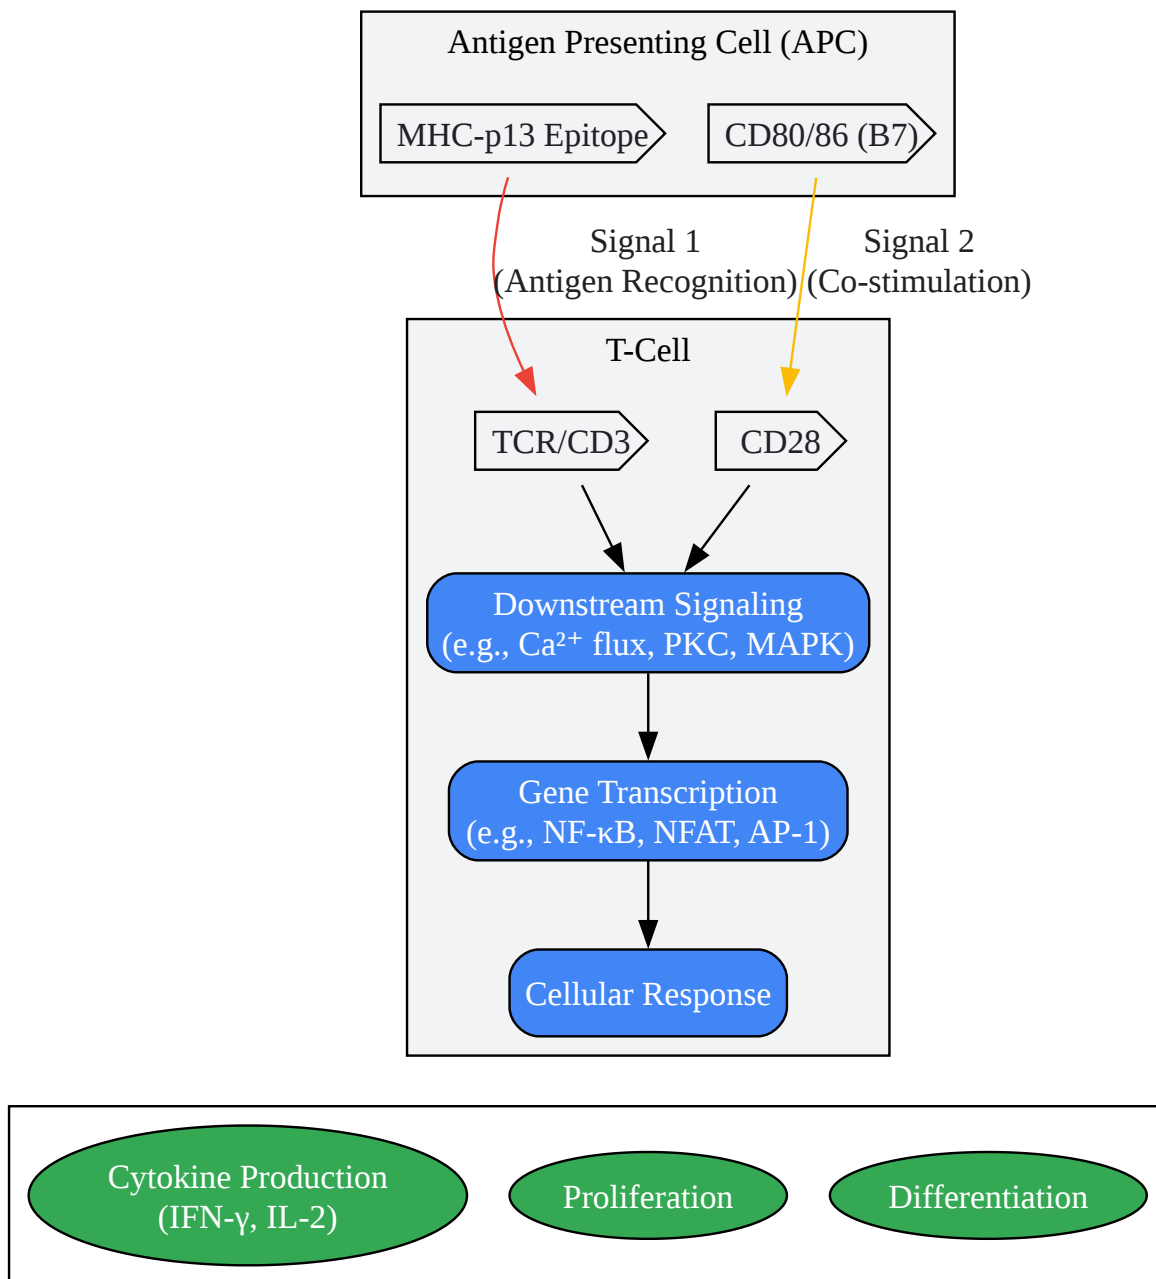 Antigen Presenting Cell (APC)
MHC-p13 Epitope
CD80/86 (B7)
Signal 1
(Antigen Recognition)
Signal 2
(Co-stimulation)
T-Cell
TCR/CD3
CD28
Downstream Signaling
(e.g., Ca²⁺ flux, PKC, MAPK)
Gene Transcription
(e.g., NF-κB, NFAT, AP-1)
Cellular Response
Cytokine Production
(IFN-γ, IL-2)
Proliferation
Differentiation